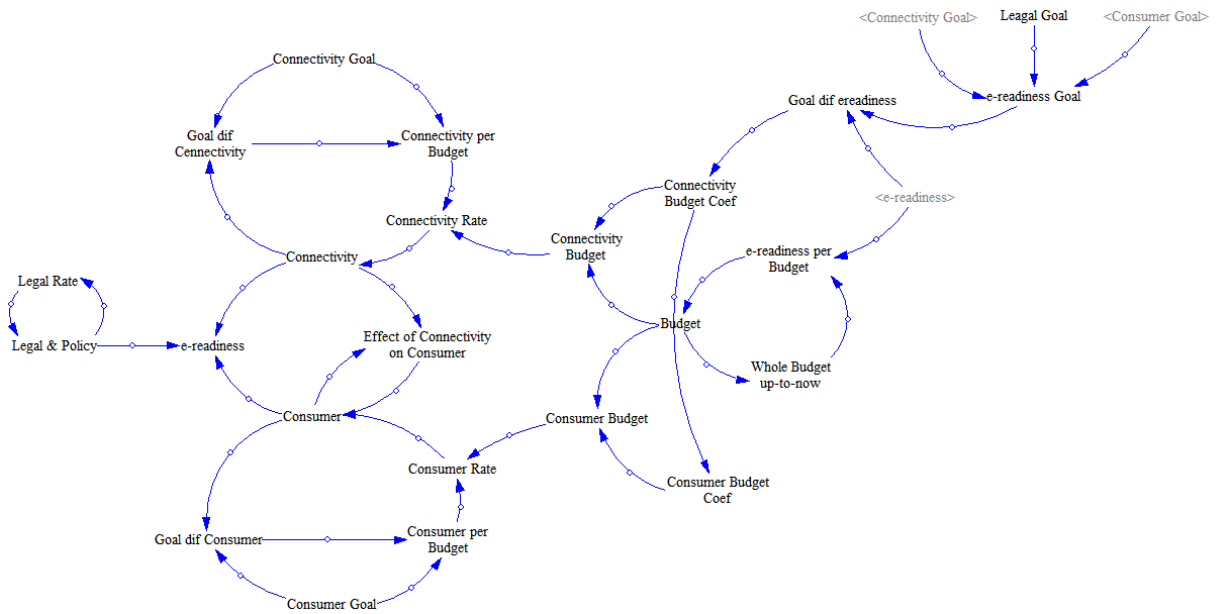 <Connectivity Goal>
Leagal Goal
<Consumer Goal>
Connectivity Goal
Goal dif ereadiness
e-readiness Goal
Goal dif
Cennectivity
Connectivity per
Budget
Connectivity
Budget Coef
<e-readiness>
Connectivity Rate
Connectivity
Budget
e-readiness per
Budget
Connectivity
Legal Rate
Legal & Policy
e-readiness
Effect of Connectivity
on Consumer
Budget
Whole Budget
up-to-now
Consumer
Consumer Budget
Consumer Rate
Consumer Budget
Coef
Goal dif Consumer
Consumer per
Budget
Consumer Goal